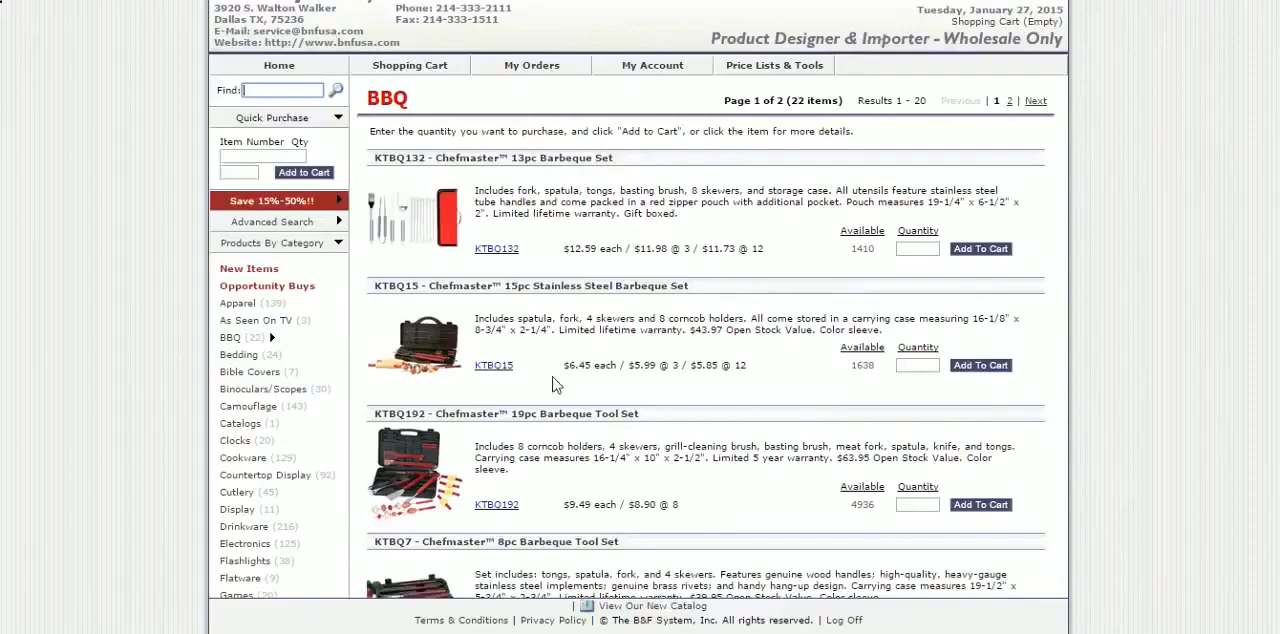 3920 S. Walton Walker
Dallas TX, 75236
E-Mail: service@bnfusa.com
Website: http://www.bnfusa.com
Phone: 214-333-2111
Fax: 214-333-1511
Tuesday, January 27, 2015
Shopping Cart (Empty)
Product Designer & Importer - Wholesale Only
Home
Shopping Cart
My Orders
My Account
Price Lists & Tools
Find:
Quick Purchase
Item Number Qty
Add to Cart
Save 15%-50%!!
Advanced Search
Products By Category
New Items
Opportunity Buys
Apparel (139)
As Seen On TV (3)
BBQ (22)
Bedding (24)
Bible Covers (7)
Binoculars/Scopes (30)
Camouflage (143)
Catalogs (1)
Clocks (20)
Cookware (129)
Countertop Display (92)
Cutlery (45)
Display (11)
Drinkware (216)
Electronics (125)
Flashlights (38)
Flatware (9)
Games (20)
BBQ
Page 1 of 2 (22 items) Results 1 - 20 Previous | 1 2 | Next
Enter the quantity you want to purchase, and click "Add to Cart", or click the item for more details.
KTBQ132 - Chefmaster™ 13pc Barbeque Set
Includes fork, spatula, tongs, basting brush, 8 skewers, and storage case. All utensils feature stainless steel
tube handles and come packed in a red zipper pouch with additional pocket. Pouch measures 19-1/4" x 6-1/2" x
2". Limited lifetime warranty. Gift boxed.
Available Quantity
KTBQ132 $12.59 each / $11.98 @ 3 / $11.73 @ 12 1410 Add To Cart
KTBQ15 - Chefmaster™ 15pc Stainless Steel Barbeque Set
Includes spatula, fork, 4 skewers and 8 corncob holders. All come stored in a carrying case measuring 16-1/8" x
8-3/4" x 2-1/4". Limited lifetime warranty. $43.97 Open Stock Value. Color sleeve.
Available Quantity
KTBQ15 $6.45 each / $5.99 @ 3 / $5.85 @ 12 1638 Add To Cart
KTBQ192 - Chefmaster™ 19pc Barbeque Tool Set
Includes 8 corncob holders, 4 skewers, grill-cleaning brush, basting brush, meat fork, spatula, knife, and tongs.
Carrying case measures 16-1/4" x 10" x 2-1/2". Limited 5 year warranty. $63.95 Open Stock Value. Color
sleeve.
Available Quantity
KTBQ192 $9.49 each / $8.90 @ 8 4936 Add To Cart
KTBQ7 - Chefmaster™ 8pc Barbeque Tool Set
Set includes: tongs, spatula, fork, and 4 skewers. Features genuine wood handles; high-quality, heavy-gauge
stainless steel implements; genuine brass rivets; and handy hang-up design. Carrying case measures 19-1/2" x
5-3/4" x 2-3/4". Limited lifetime warranty. $39.95 Open Stock Value. Color sleeve.
| View Our New Catalog
Terms & Conditions | Privacy Policy | © The B&F System, Inc. All rights reserved. | Log Off